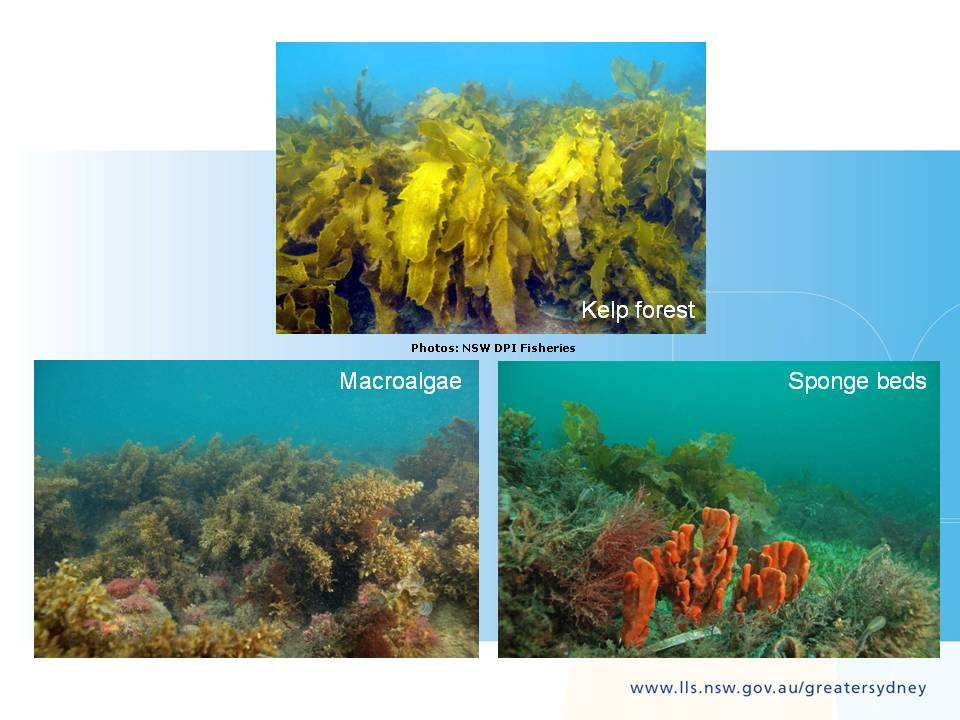 Kelp forest
Photos: NSW DPI Fisheries
Macroalgae
Sponge beds
www.lls.nsw.gov.au/greatersydney